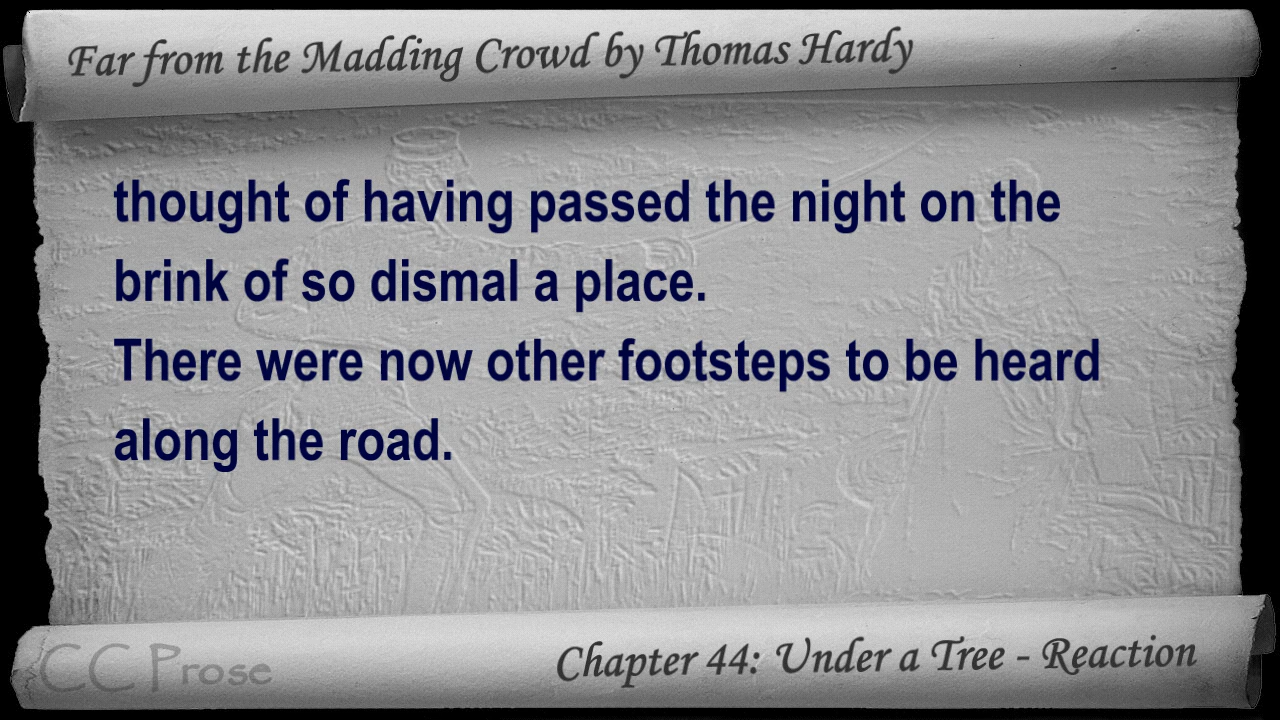 Far from the Madding Crowd by Thomas Hardy
thought of having passed the night on the
brink of so dismal a place.
There were now other footsteps to be heard
along the road.
CC Prose
Chapter 44: Under a Tree - Reaction